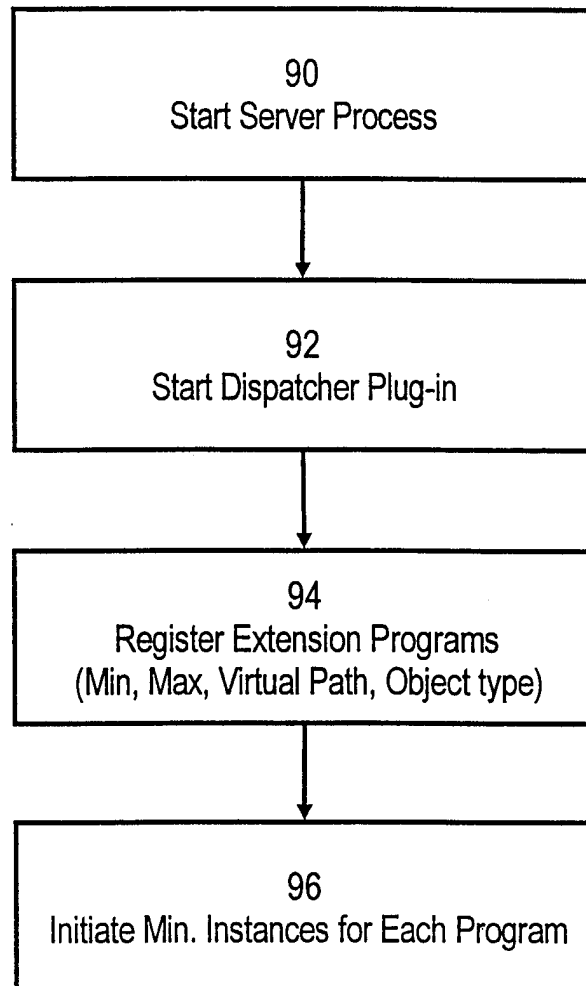 90
Start Server Process
92
Start Dispatcher Plug-in
94
Register Extension Programs
(Min, Max, Virtual Path, Object type)
96
Initiate Min. Instances for Each Program